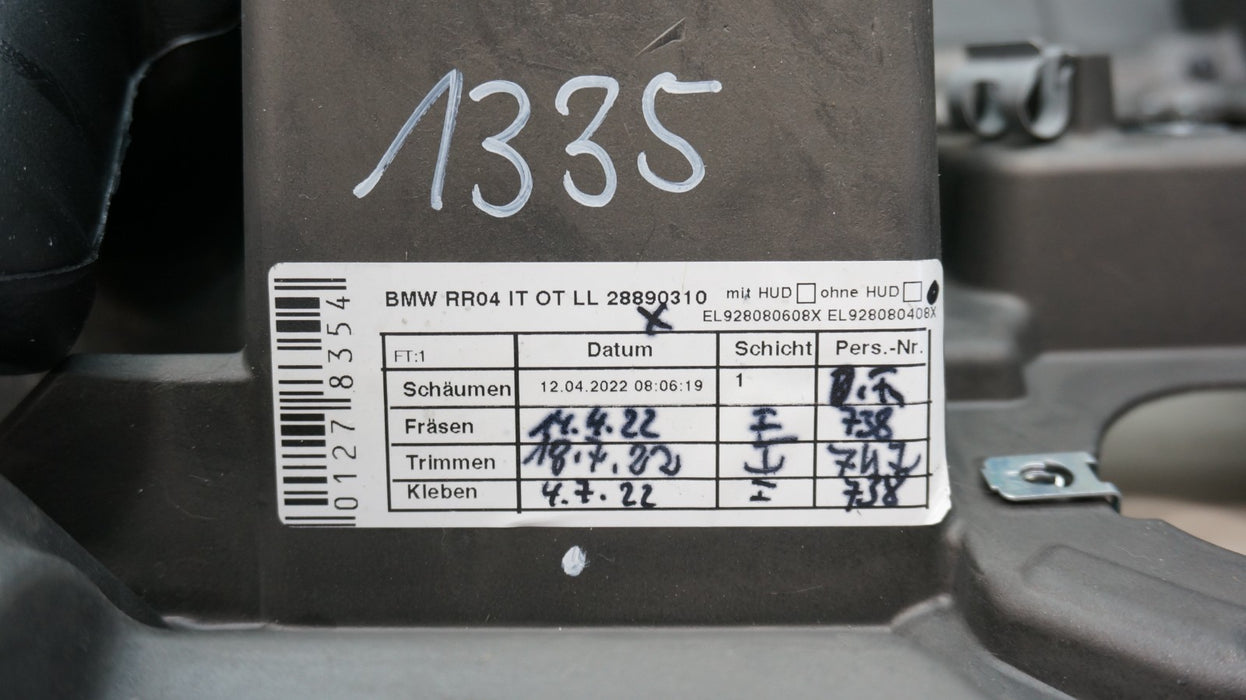 1335
BMW RR04 IT OT LL 28890310 mit HUD ohne HUD
X EL928080608X EL928080408X
FT:1 Datum Schicht Pers.-Nr.
Schäumen 12.04.2022 08:06:19 1
Fräsen 14.4.22 I 738
Trimmen 747
Kleben 4.7.22 I 738
0127 8354